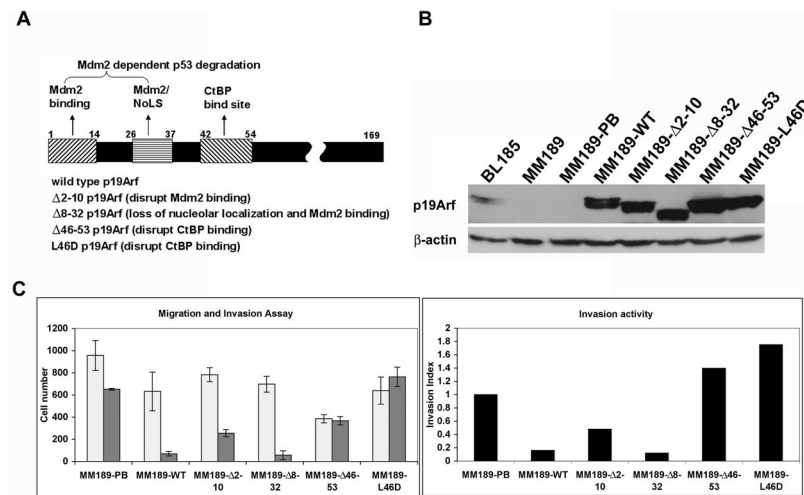 A
Mdm2 dependent p53 degradation
Mdm2 binding
Mdm2/ NoLS
CtBP bind site
1 14 26 37 42 54 169
wild type p19Arf
Δ2-10 p19Arf (disrupt Mdm2 binding)
Δ8-32 p19Arf (loss of nucleolar localization and Mdm2 binding)
Δ46-53 p19Arf (disrupt CtBP binding)
L46D p19Arf (disrupt CtBP binding)
B
BL185
MM189
MM189-PB
MM189-WT
MM189-Δ2-10
MM189-Δ8-32
MM189-Δ46-53
MM189-L46D
p19Arf
β-actin
C
Migration and Invasion Assay
Cell number
1200
1000
800
600
400
200
0
MM189-PB
MM189-WT
MM189-Δ2-
10
MM189-Δ8-
32
MM189-Δ46-
53
MM189-
L46D
Invasion activity
Invasion Index
2
1.8
1.6
1.4
1.2
1
0.8
0.6
0.4
0.2
0
MM189-PB
MM189-WT
MM189-Δ2-
10
MM189-Δ8-
32
MM189-Δ46-
53
MM189-
L46D